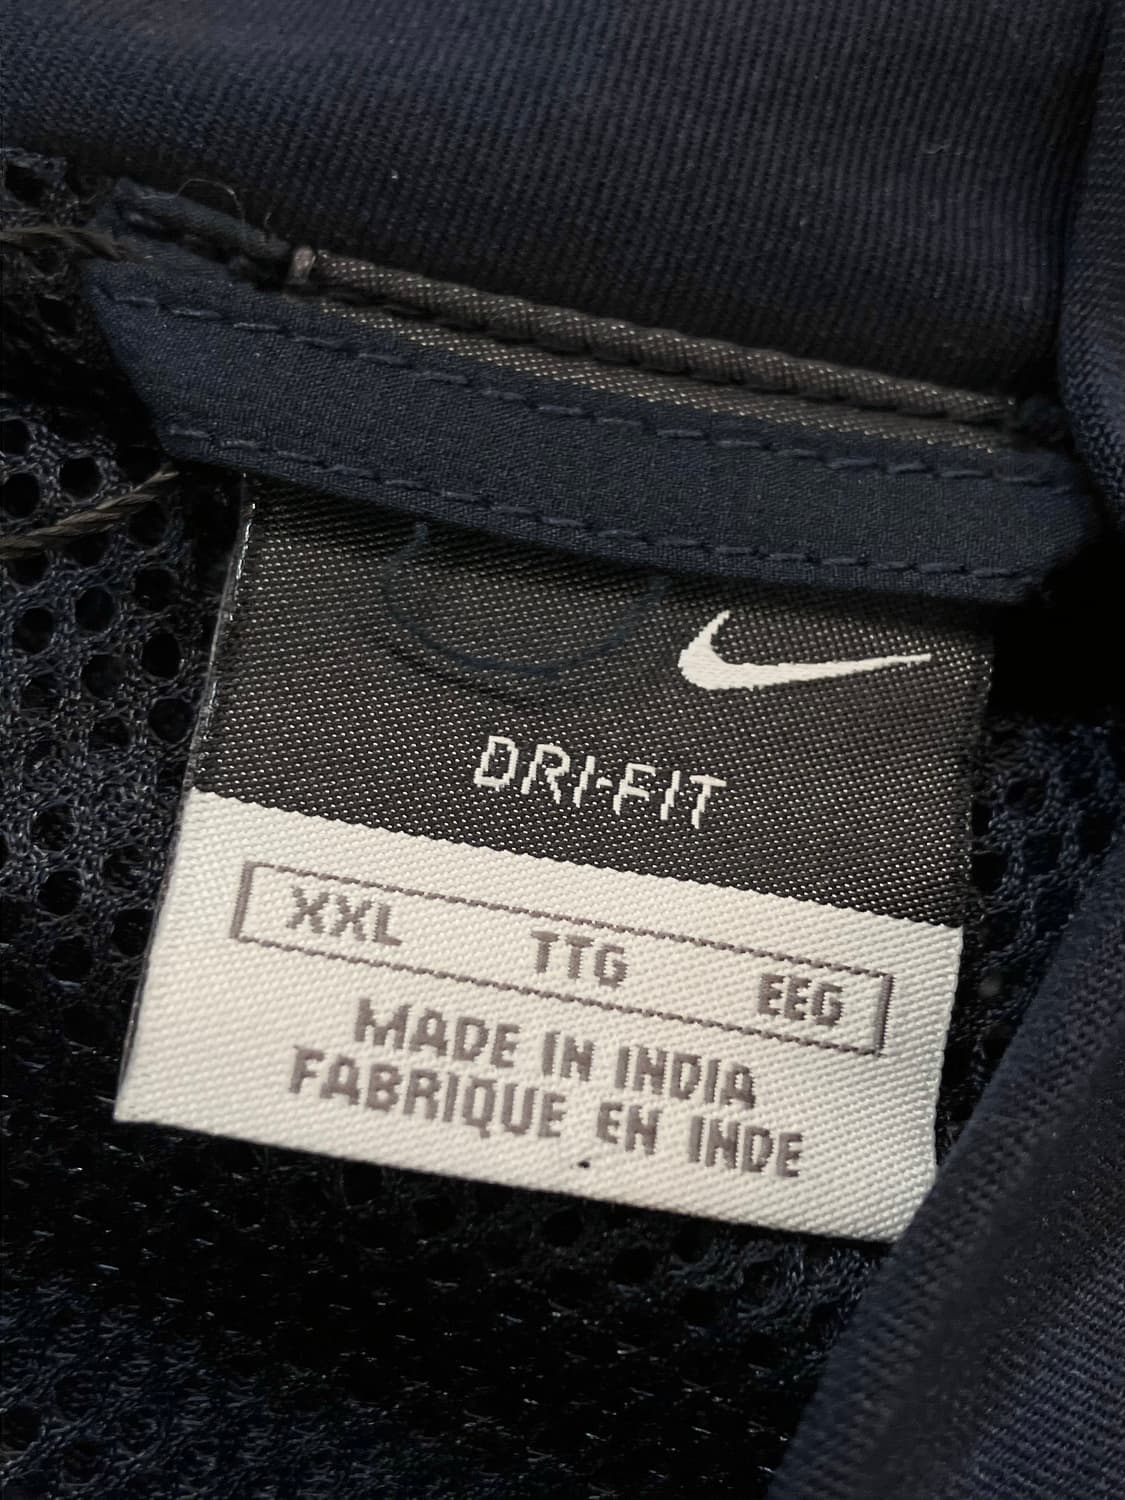 DRI-FIT
XXL TTG EEG
MADE IN INDIA
FABRIQUE EN INDE